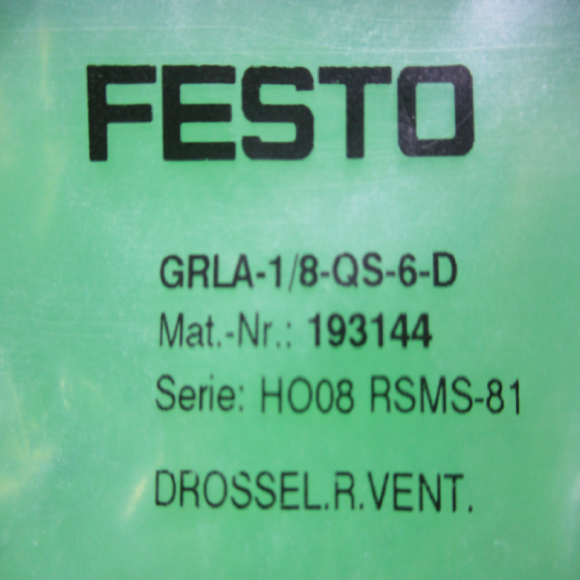 FESTO
GRLA-1/8-QS-6-D
Mat.-Nr.: 193144
Serie: HO08 RSMS-81
DROSSEL.R.VENT.